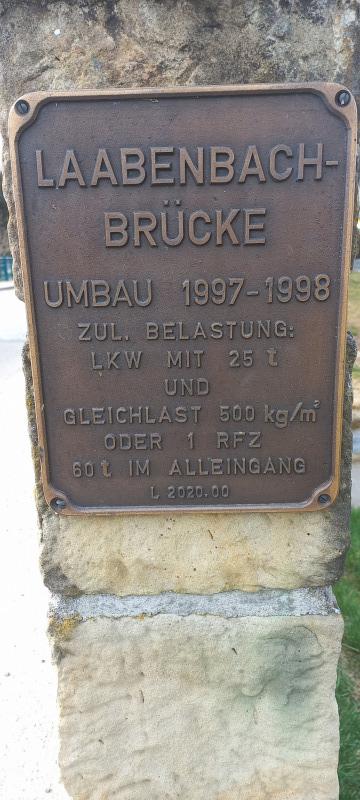 LAABENBACH-
BRÜCKE
UMBAU 1997-1998
ZUL. BELASTUNG:
LKW MIT 25 t
UND
GLEICHLAST 500 kg/m²
ODER 1 RFZ
60 t IM ALLEINGANG
L 2020.00